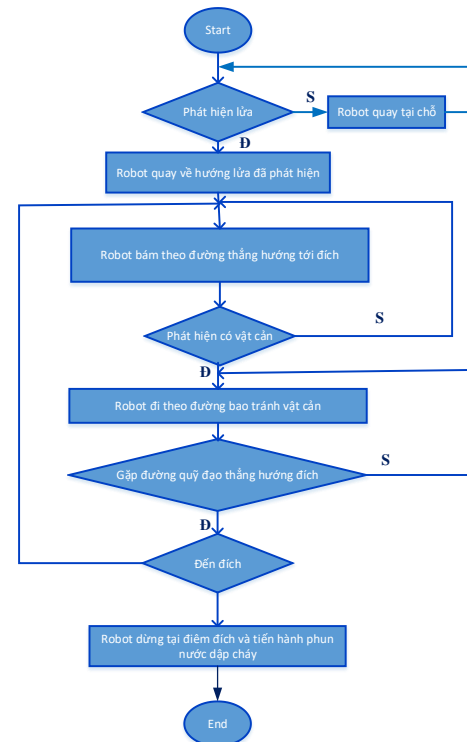 Start
Phát hiện lửa
S
Robot quay tại chỗ
Đ
Robot quay về hướng lửa đã phát hiện
Robot bám theo đường thẳng hướng tới đích
Phát hiện có vật cản
S
Đ
Robot đi theo đường bao tránh vật cản
Gặp đường quỹ đạo thẳng hướng đích
S
Đ
Đến đích
Robot dừng tại điêm đích và tiến hành phun
nước dập cháy
End